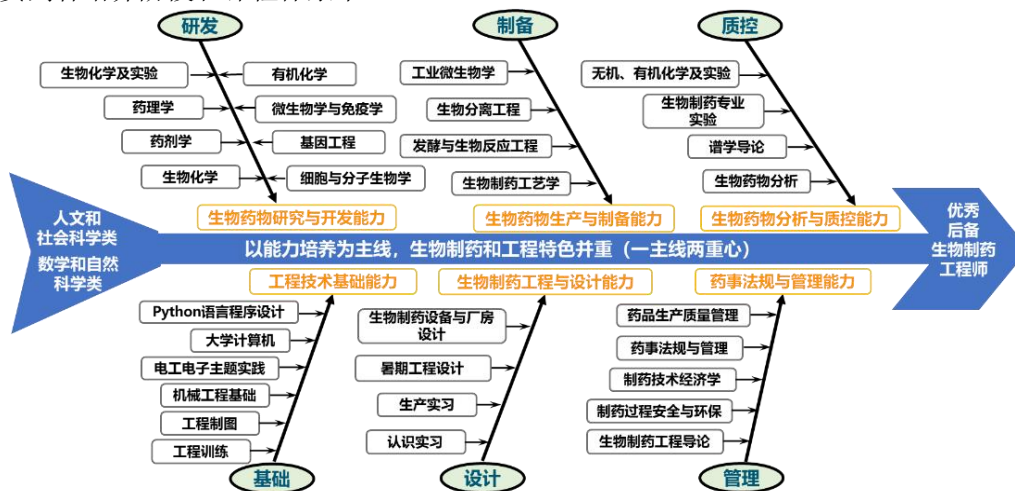 研发
制备
质控
生物化学及实验
有机化学
药理学
微生物学与免疫学
药剂学
基因工程
生物化学
细胞与分子生物学
工业微生物学
生物分离工程
发酵与生物反应工程
生物制药工艺学
无机、有机化学及实验
生物制药专业
实验
谱学导论
生物药物分析
生物药物研究与开发能力
生物药物生产与制备能力
生物药物分析与质控能力
人文和
社会科学类
数学和自然
科学类
以能力培养为主线，生物制药和工程特色并重（一主线两重心）
优秀
后备
生物制药
工程师
工程技术基础能力
生物制药工程与设计能力
药事法规与管理能力
Python语言程序设计
大学计算机
电工电子主题实践
机械工程基础
工程制图
工程训练
生物制药设备与厂房
设计
暑期工程设计
生产实习
认识实习
药品生产质量管理
药事法规与管理
制药技术经济学
制药过程安全与环保
生物制药工程导论
基础
设计
管理